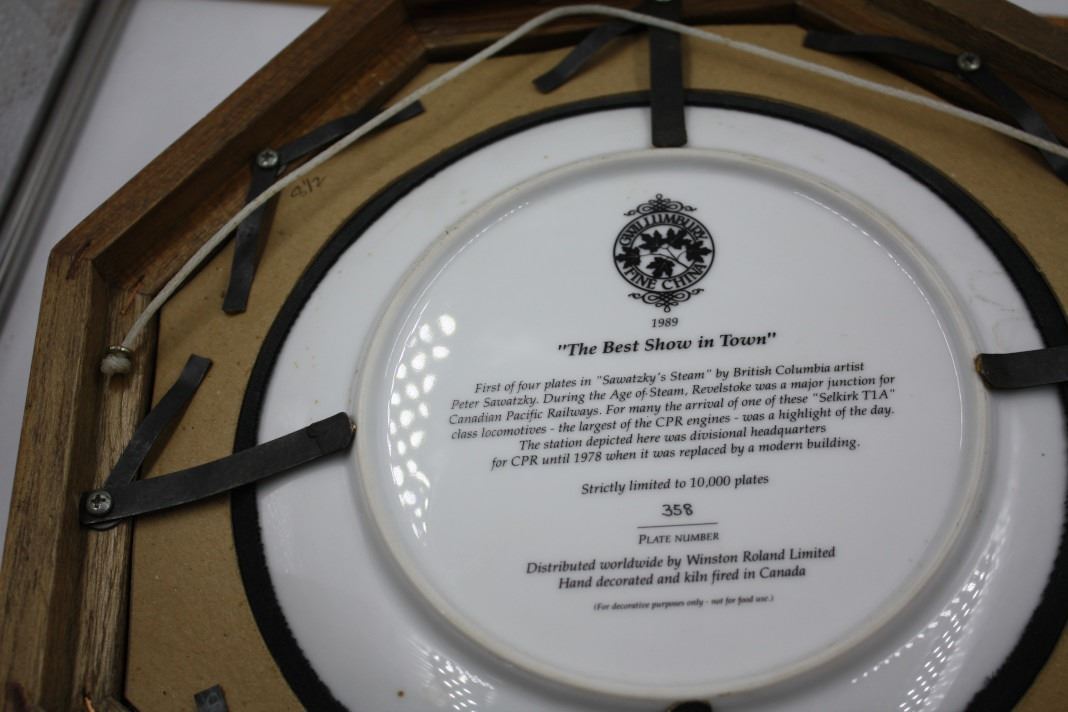 GWILLIMBURY
FINE CHINA
1989
"The Best Show in Town"
First of four plates in "Sawatzky's Steam" by British Columbia artist
Peter Sawatzky. During the Age of Steam, Revelstoke was a major junction for
Canadian Pacific Railways. For many the arrival of one of these "Selkirk T1A"
class locomotives - the largest of the CPR engines - was a highlight of the day.
The station depicted here was divisional headquarters
for CPR until 1978 when it was replaced by a modern building.
Strictly limited to 10,000 plates
358
PLATE NUMBER
Distributed worldwide by Winston Roland Limited
Hand decorated and kiln fired in Canada
(For decorative purposes only - not for food use.)